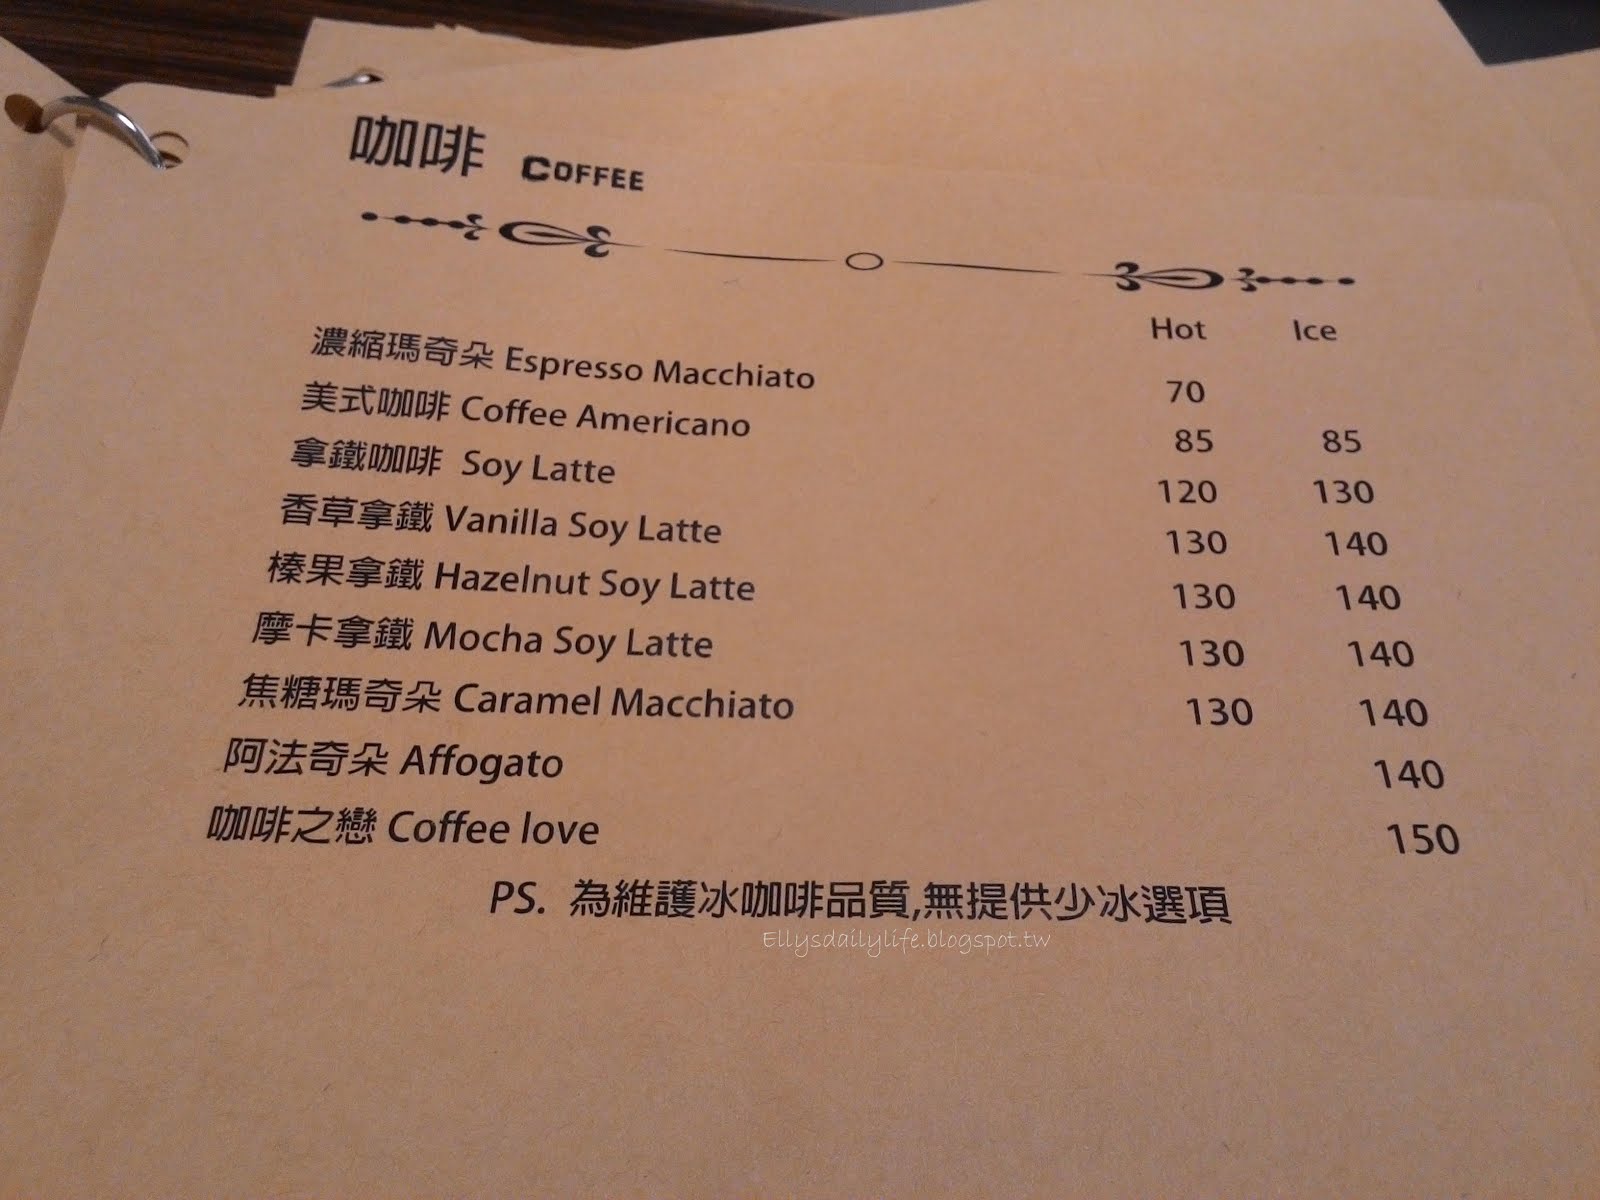 咖啡 COFFEE
Hot Ice
濃縮瑪奇朵 Espresso Macchiato 70
美式咖啡 Coffee Americano 85 85
拿鐵咖啡 Soy Latte 120 130
香草拿鐵 Vanilla Soy Latte 130 140
榛果拿鐵 Hazelnut Soy Latte 130 140
摩卡拿鐵 Mocha Soy Latte 130 140
焦糖瑪奇朵 Caramel Macchiato 130 140
阿法奇朵 Affogato 140
咖啡之戀 Coffee love 150
PS. 為維護冰咖啡品質,無提供少冰選項
Ellysdailylife.blogspot.tw